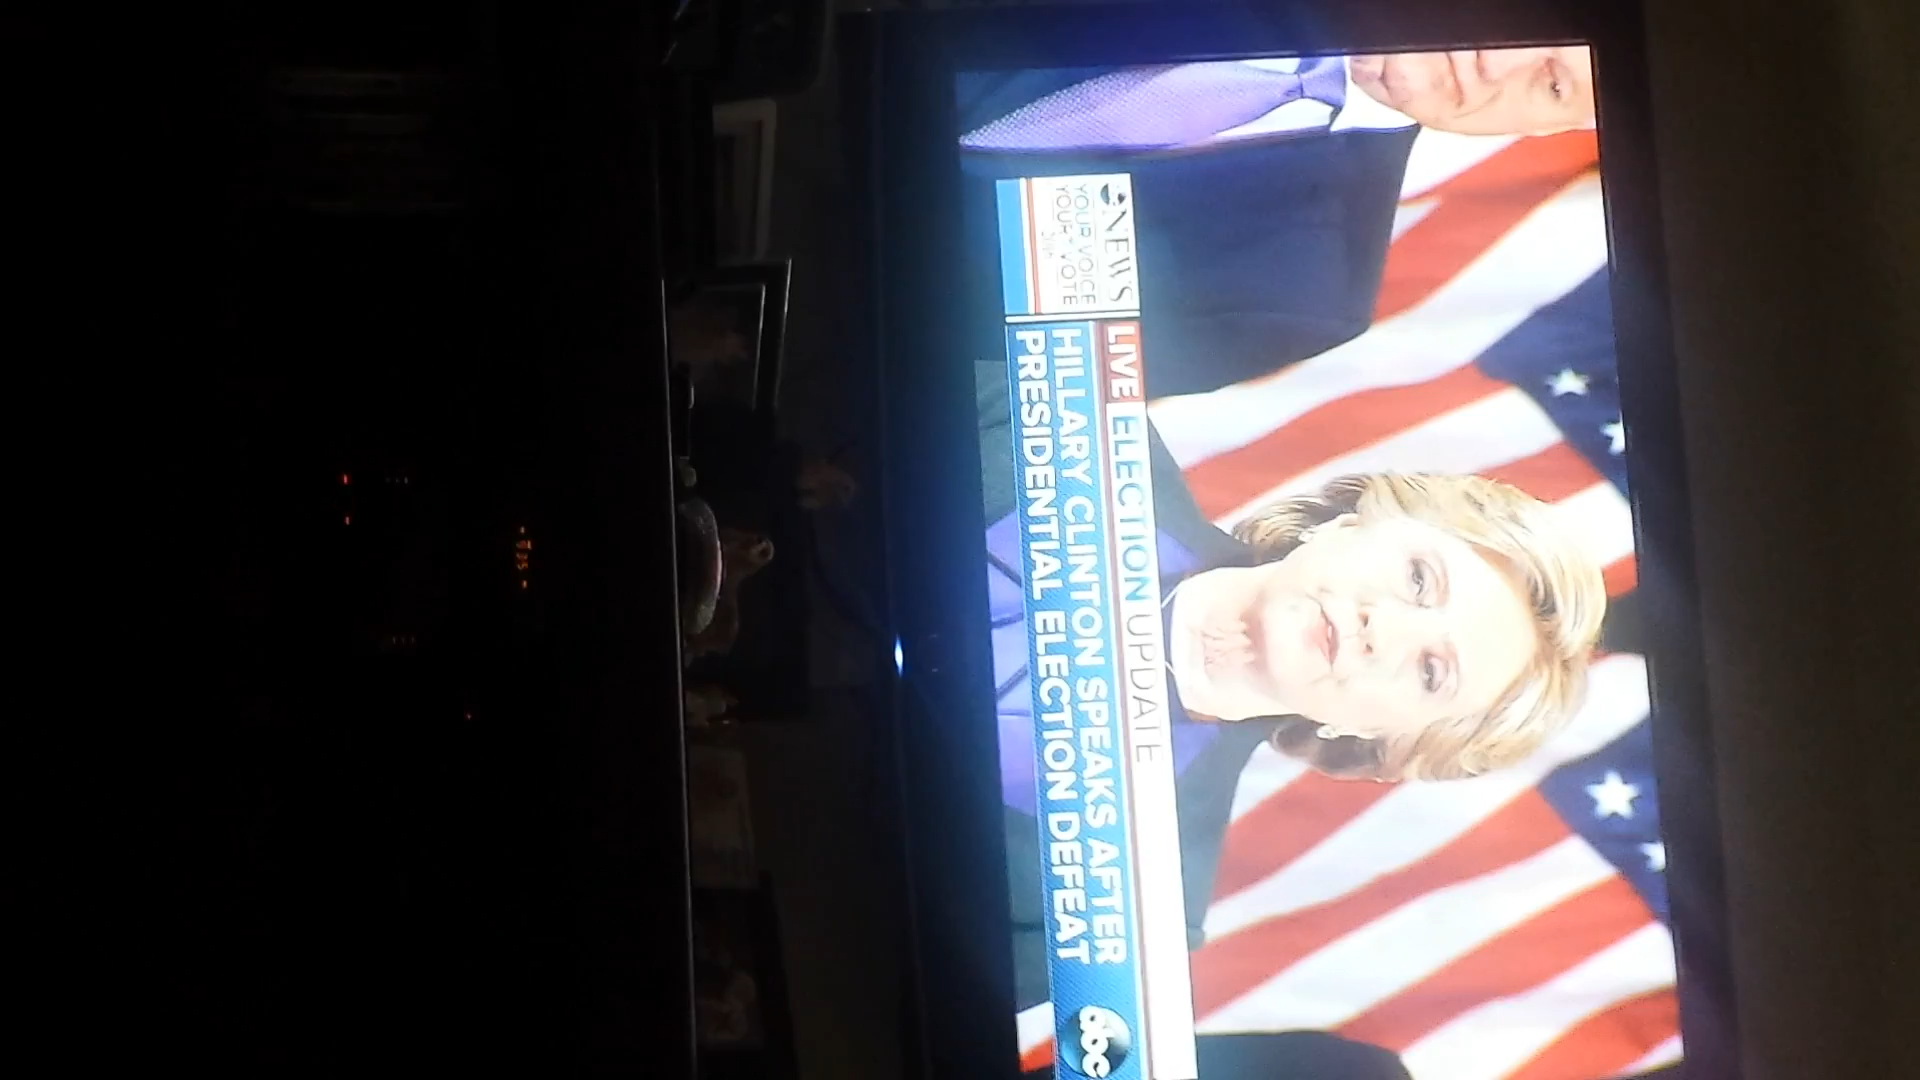 abc NEWS
YOUR VOICE
YOUR VOTE
LIVE ELECTION UPDATE
HILLARY CLINTON SPEAKS AFTER
PRESIDENTIAL ELECTION DEFEAT
abc